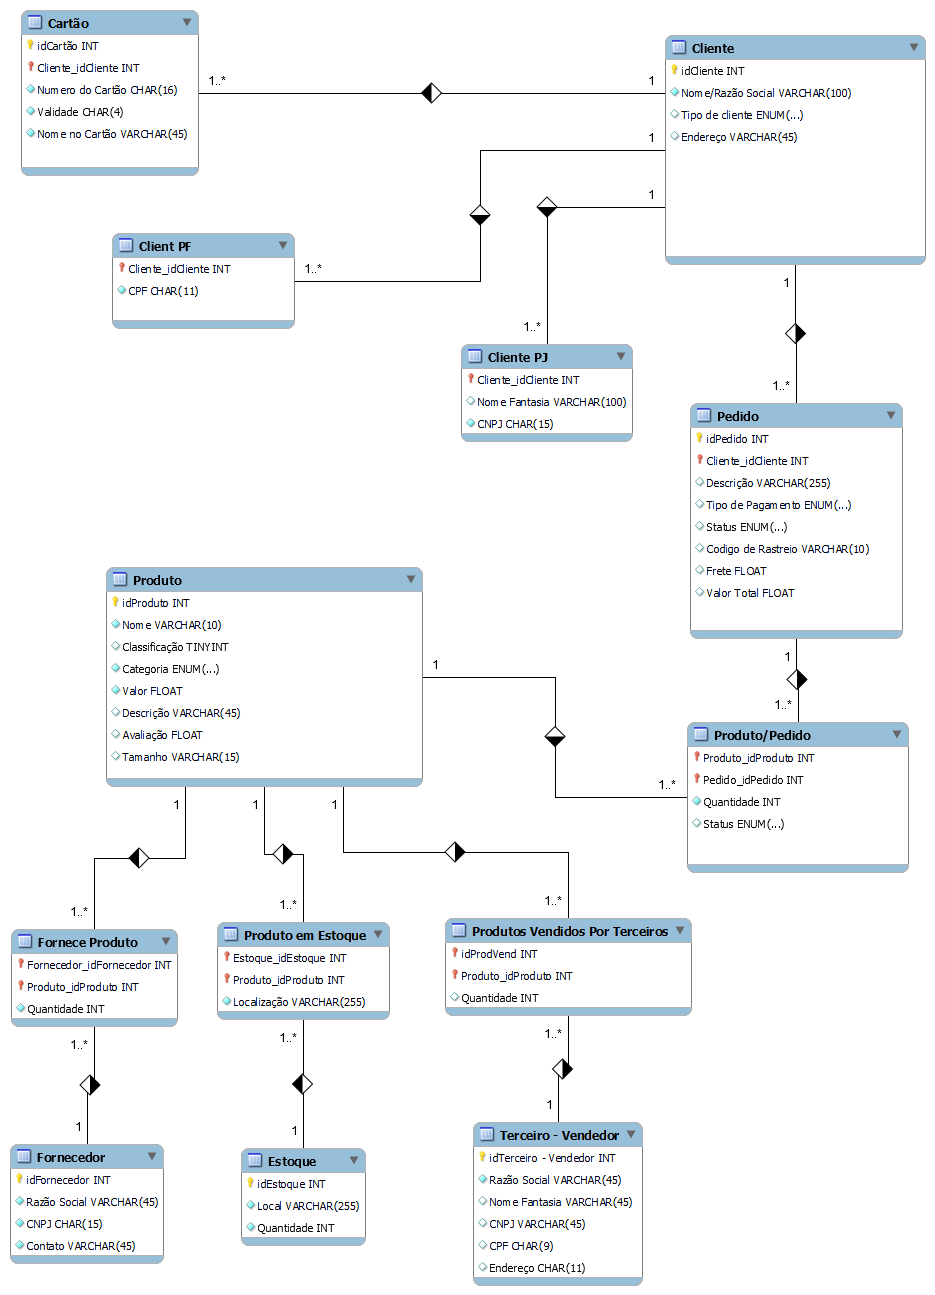 Cartão
idCartão INT
Cliente_idCliente INT
Numero do Cartão CHAR(16)
Validade CHAR(4)
Nome no Cartão VARCHAR(45)
1..*
1
Cliente
idCliente INT
Nome/Razão Social VARCHAR(100)
Tipo de cliente ENUM(...)
Endereço VARCHAR(45)
1
1
Client PF
Cliente_idCliente INT
CPF CHAR(11)
1..*
1..*
Cliente PJ
Cliente_idCliente INT
Nome Fantasia VARCHAR(100)
CNPJ CHAR(15)
1
1..*
Pedido
idPedido INT
Cliente_idCliente INT
Descrição VARCHAR(255)
Tipo de Pagamento ENUM(...)
Status ENUM(...)
Codigo de Rastreio VARCHAR(10)
Frete FLOAT
Valor Total FLOAT
1
1..*
Produto
idProduto INT
Nome VARCHAR(10)
Classificação TINYINT
Categoria ENUM(...)
Valor FLOAT
Descrição VARCHAR(45)
Avaliação FLOAT
Tamanho VARCHAR(15)
1
1..*
Produto/Pedido
Produto_idProduto INT
Pedido_idPedido INT
Quantidade INT
Status ENUM(...)
1
1
1
1..*
1..*
1..*
Fornece Produto
Fornecedor_idFornecedor INT
Produto_idProduto INT
Quantidade INT
Produto em Estoque
Estoque_idEstoque INT
Produto_idProduto INT
Localização VARCHAR(255)
Produtos Vendidos Por Terceiros
idProdVend INT
Produto_idProduto INT
Quantidade INT
1..*
1..*
1..*
1
1
1
Fornecedor
idFornecedor INT
Razão Social VARCHAR(45)
CNPJ CHAR(15)
Contato VARCHAR(45)
Estoque
idEstoque INT
Local VARCHAR(255)
Quantidade INT
Terceiro - Vendedor
idTerceiro - Vendedor INT
Razão Social VARCHAR(45)
Nome Fantasia VARCHAR(45)
CNPJ VARCHAR(45)
CPF CHAR(9)
Endereço CHAR(11)